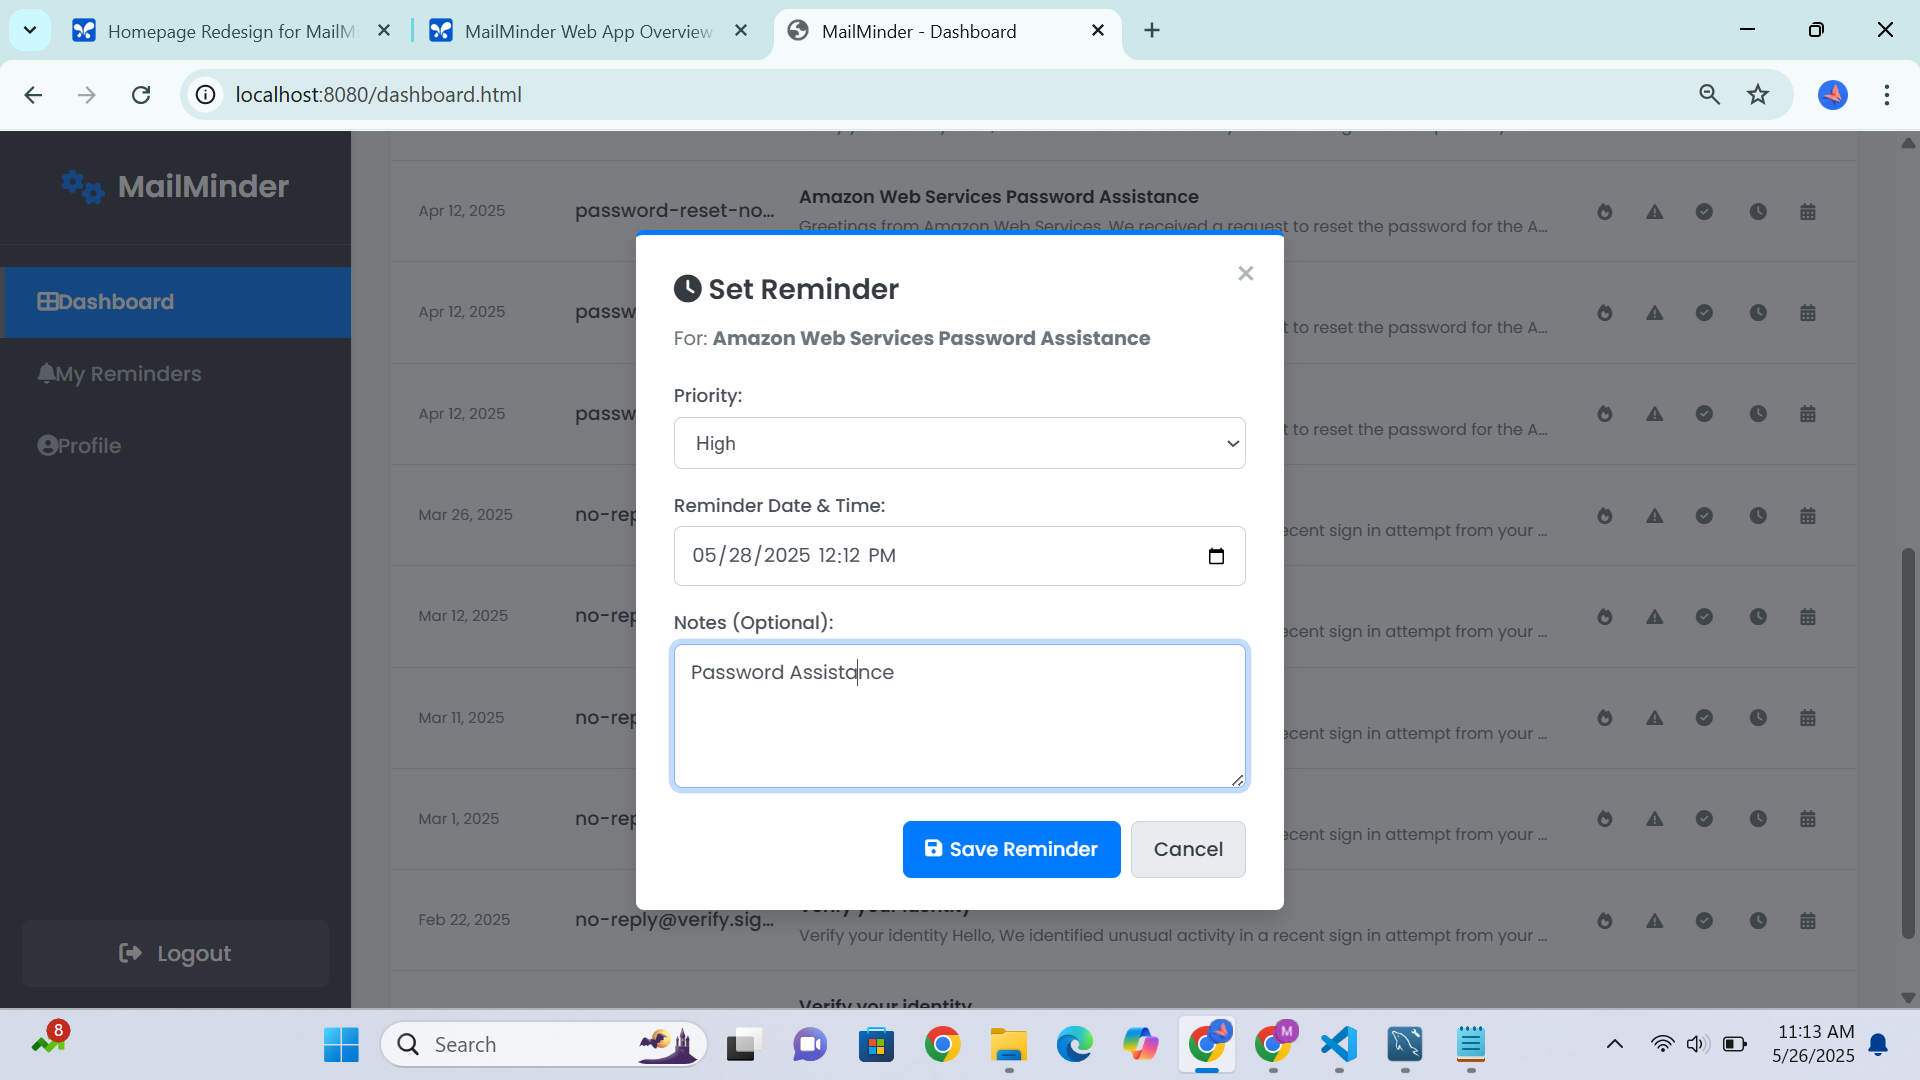 Homepage Redesign for MailMi
MailMinder Web App Overview
MailMinder - Dashboard
localhost:8080/dashboard.html
MailMinder
Dashboard
My Reminders
Profile
Logout
Apr 12, 2025
password-reset-no...
Amazon Web Services Password Assistance
Greetings from Amazon Web Services, We received a request to reset the password for the A...
Apr 12, 2025
passw
t to reset the password for the A...
Apr 12, 2025
passw
t to reset the password for the A...
Mar 26, 2025
no-rep
ecent sign in attempt from your ...
Mar 12, 2025
no-rep
ecent sign in attempt from your ...
Mar 11, 2025
no-rep
ecent sign in attempt from your ...
Mar 1, 2025
no-rep
ecent sign in attempt from your ...
Feb 22, 2025
no-reply@verify.sig...
Verify your identity
Verify your identity Hello, We identified unusual activity in a recent sign in attempt from your ...
Verify your identity
Set Reminder
×
For: Amazon Web Services Password Assistance
Priority:
High
Reminder Date & Time:
05/28/2025 12:12 PM
Notes (Optional):
Password Assistance
Save Reminder
Cancel
8
Search
M
11:13 AM
5/26/2025